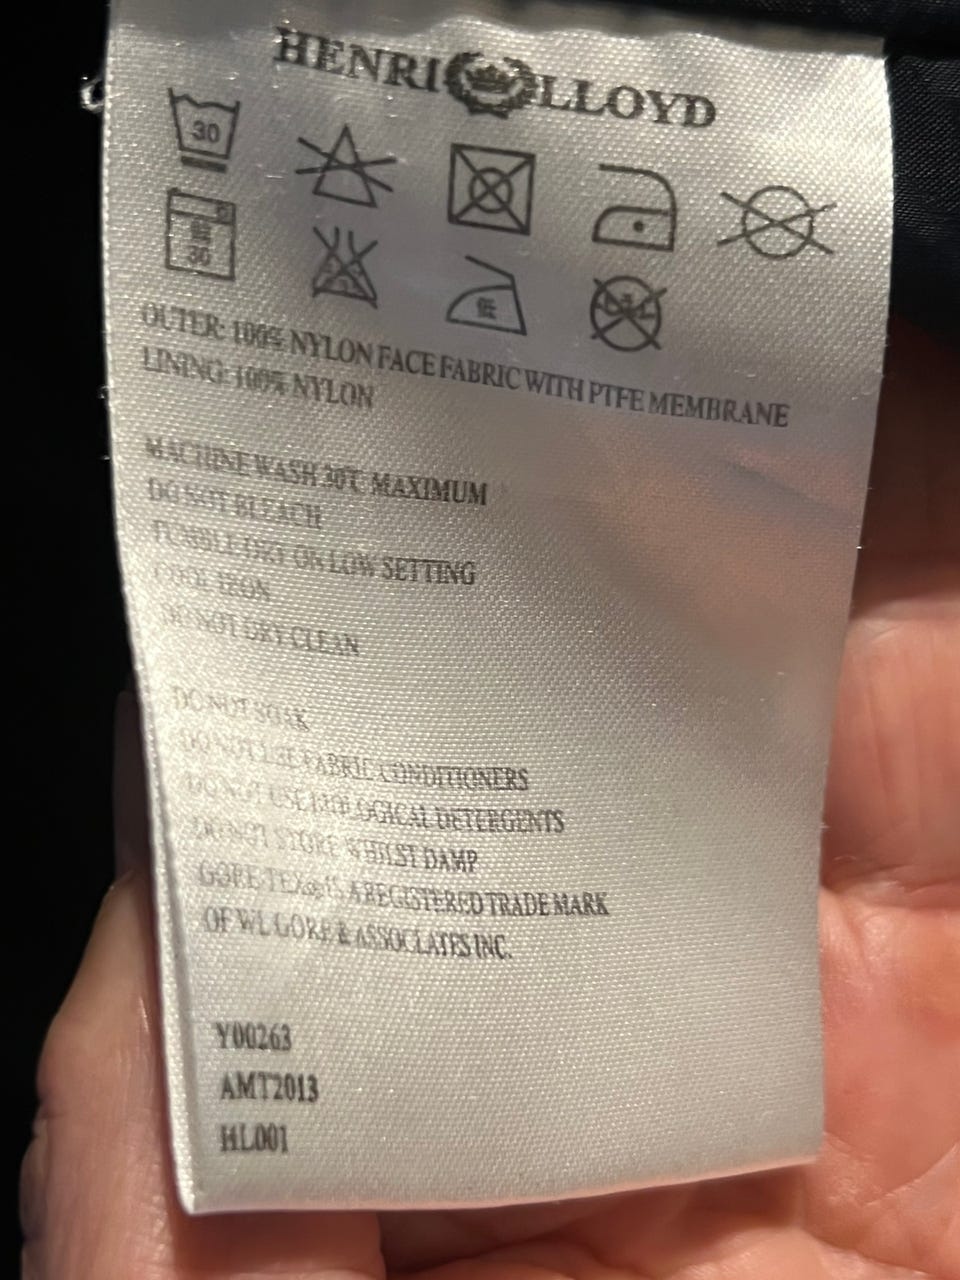 HENRI LLOYD
30
弱
30
低
OUTER: 100% NYLON FACE FABRIC WITH PTFE MEMBRANE
LINING: 100% NYLON
MACHINE WASH 30°C MAXIMUM
DO NOT BLEACH
TUMBLE DRY ON LOW SETTING
COOL IRON
DO NOT DRY CLEAN
DO NOT SOAK
DO NOT USE FABRIC CONDITIONERS
DO NOT USE BIOLOGICAL DETERGENTS
DO NOT STORE WHILST DAMP
GORE-TEX® IS A REGISTERED TRADE MARK
OF WL GORE & ASSOCIATES INC.
Y00263
AMT2013
HL001